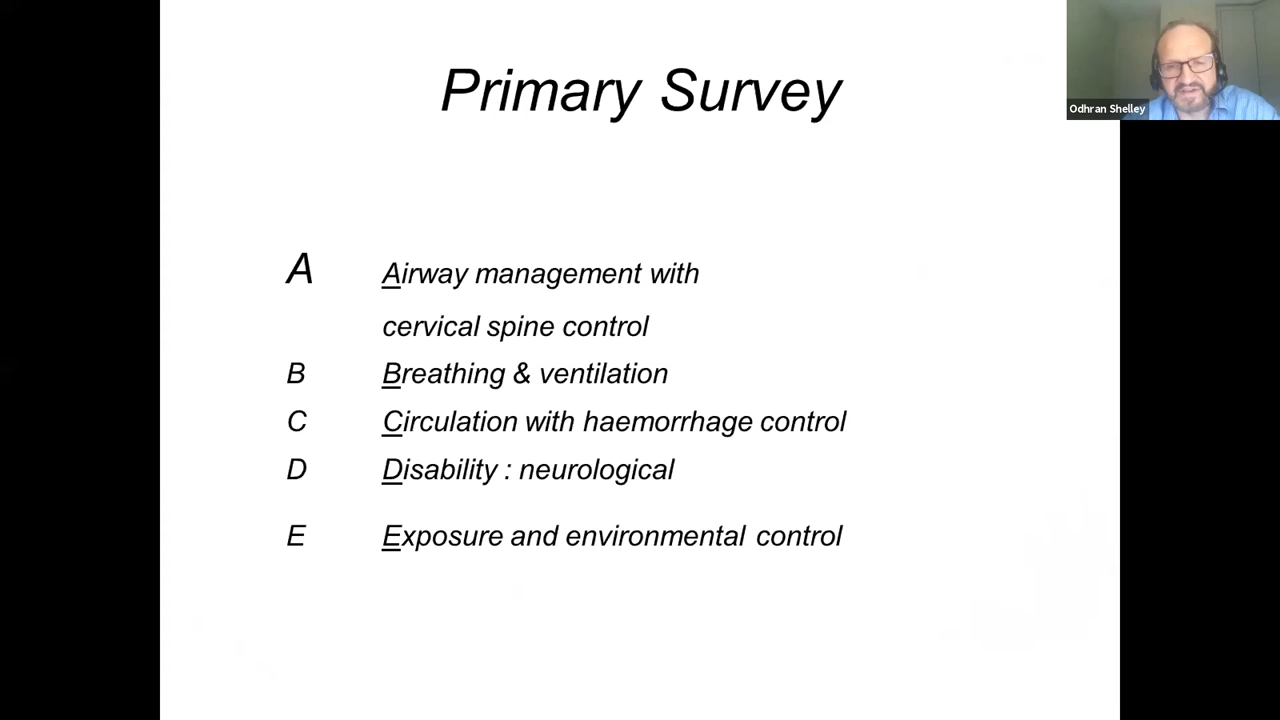 Primary Survey
Odhran Shelley
A Airway management with
cervical spine control
B Breathing & ventilation
C Circulation with haemorrhage control
D Disability : neurological
E Exposure and environmental control